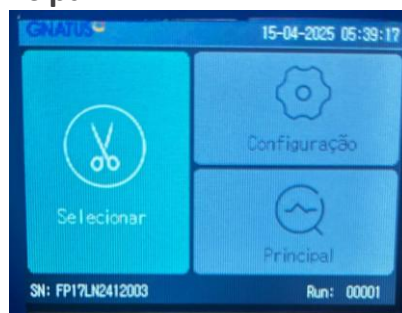 GNATUS 15-04-2025 05:39:17
Configuração
Selecionar
Principal
SN: FP17LN2412003 Run: 00001